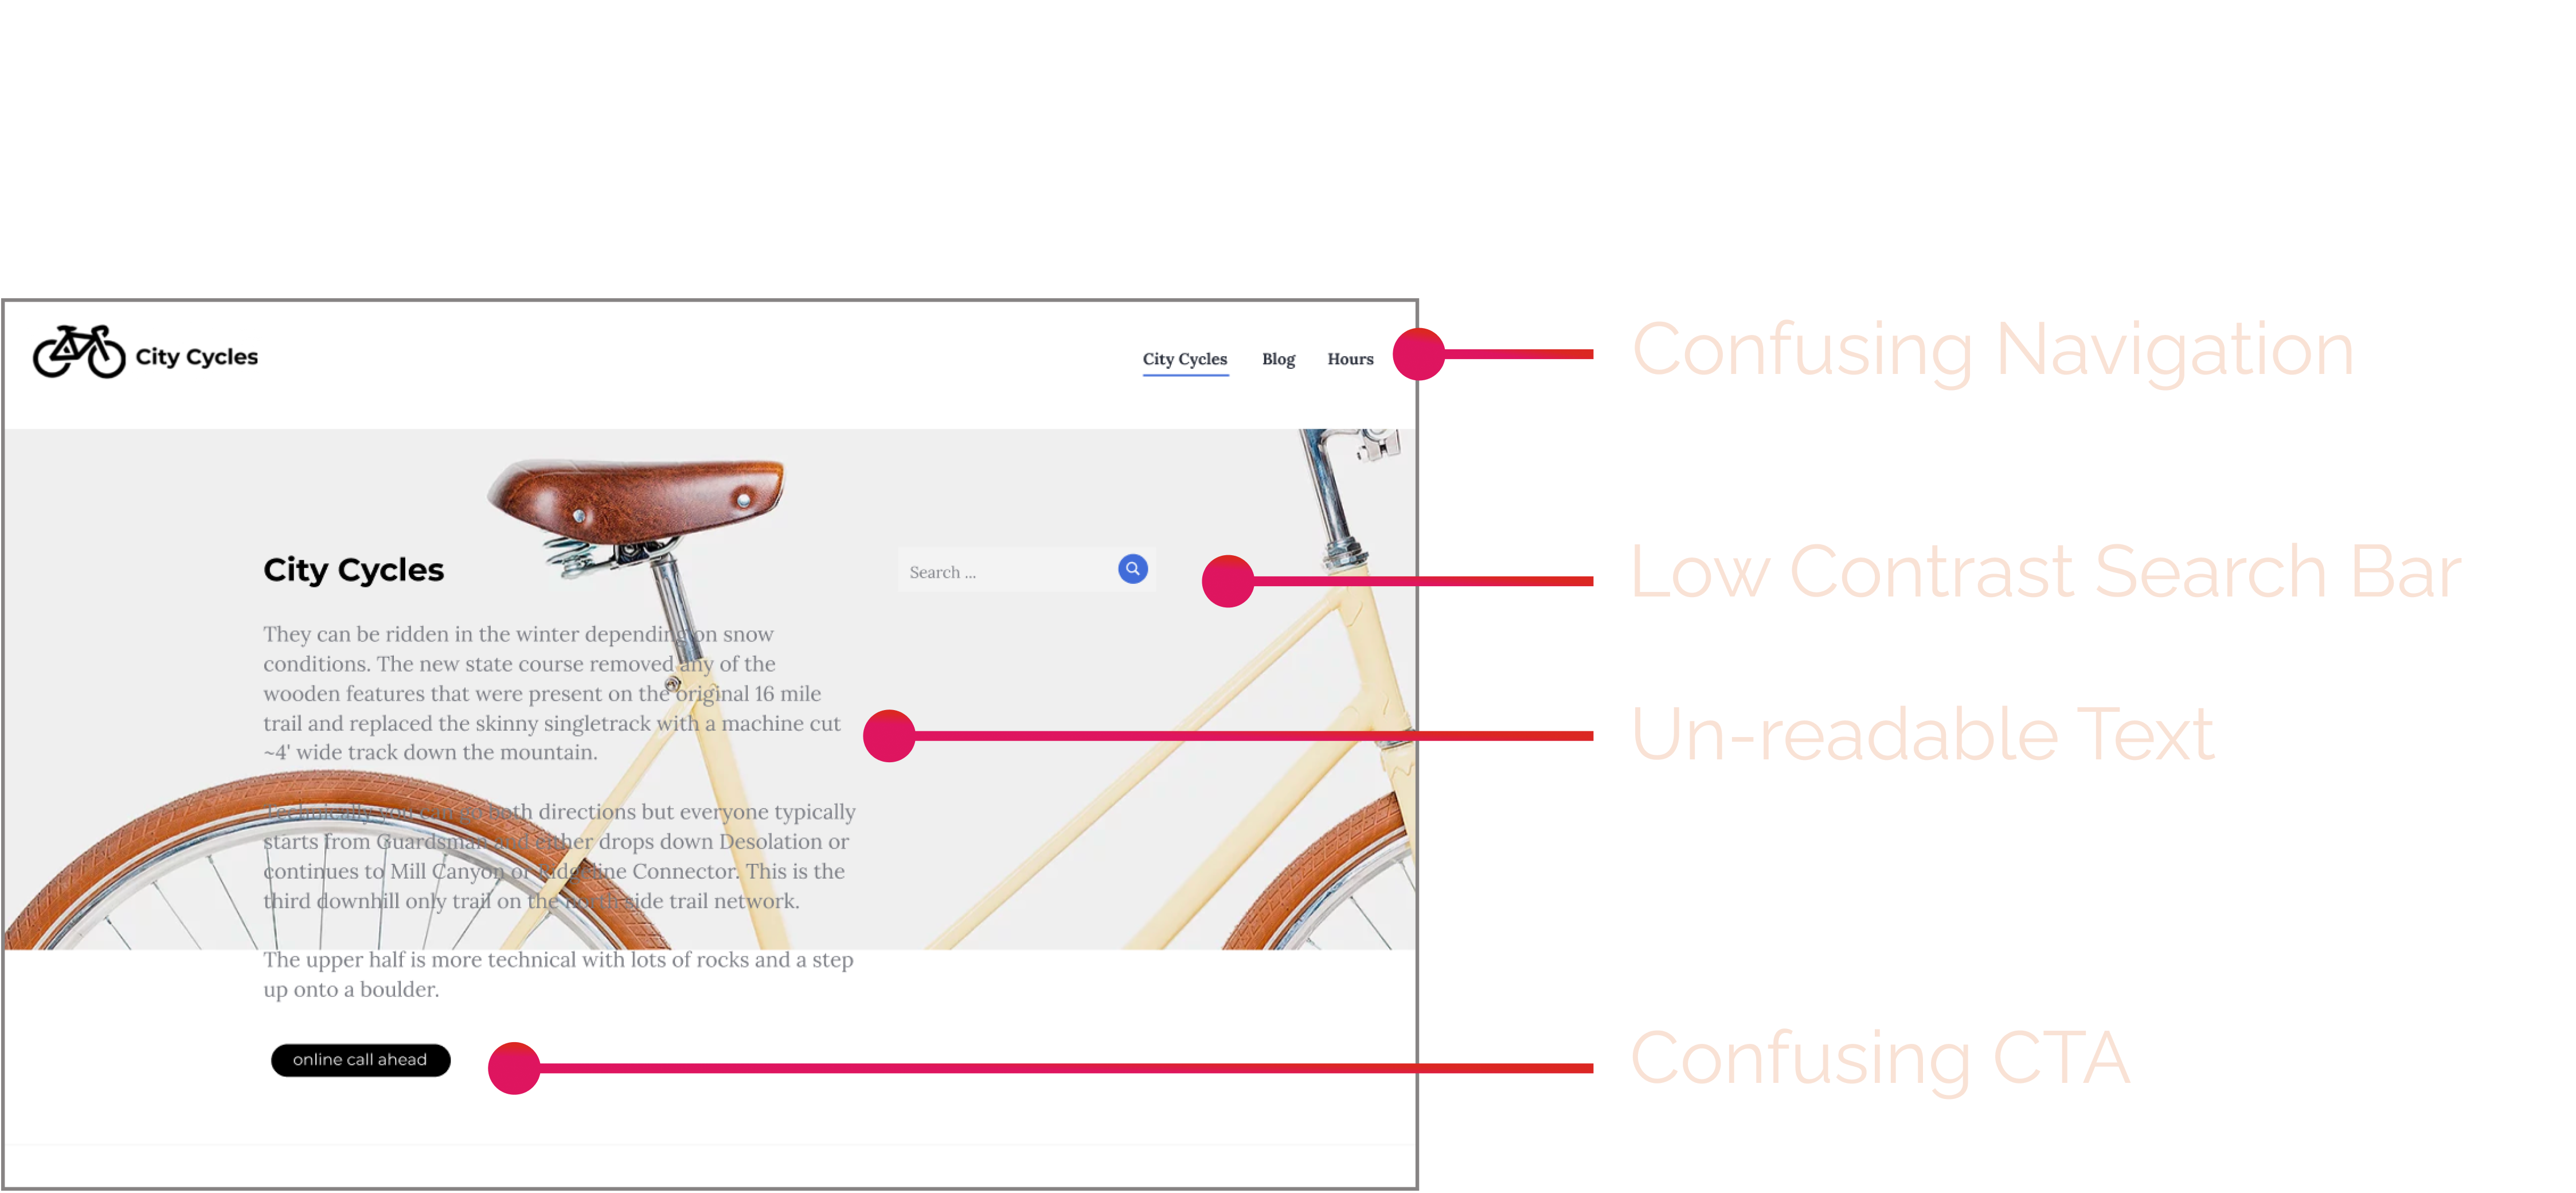 City Cycles
City Cycles Blog Hours
Confusing Navigation
City Cycles
Search ...
Low Contrast Search Bar
They can be ridden in the winter depending on snow
conditions. The new state course removed any of the
wooden features that were present on the original 16 mile
trail and replaced the skinny singletrack with a machine cut
~4' wide track down the mountain.
Un-readable Text
Technically you can go both directions but everyone typically
starts from Guardsman and either drops down Desolation or
continues to Mill Canyon or Ridgeline Connector. This is the
third downhill only trail on the north side trail network.
The upper half is more technical with lots of rocks and a step
up onto a boulder.
online call ahead
Confusing CTA